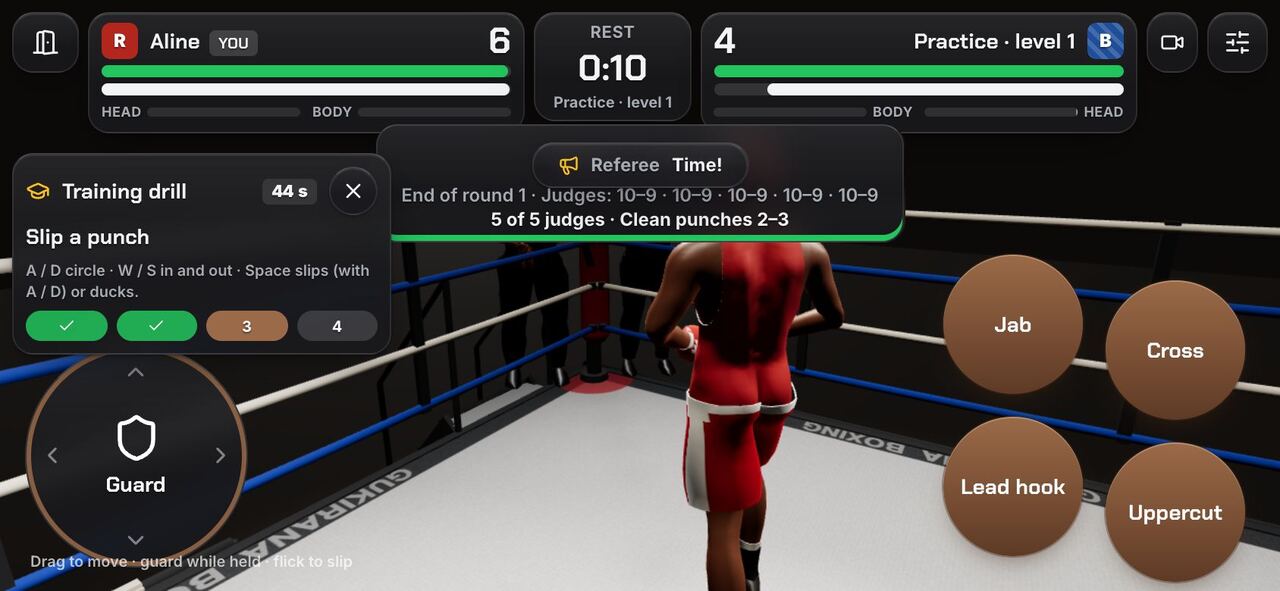 R Aline YOU 6
HEAD BODY
REST
0:10
Practice · level 1
4 Practice · level 1 B
BODY HEAD
Referee Time!
End of round 1 · Judges: 10–9 · 10–9 · 10–9 · 10–9 · 10–9
5 of 5 judges · Clean punches 2–3
Training drill 44 s
Slip a punch
A / D circle · W / S in and out · Space slips (with
A / D) or ducks.
3 4
Guard
Drag to move · guard while held · flick to slip
Jab
Cross
Lead hook
Uppercut
GUKIRANA
BOXING